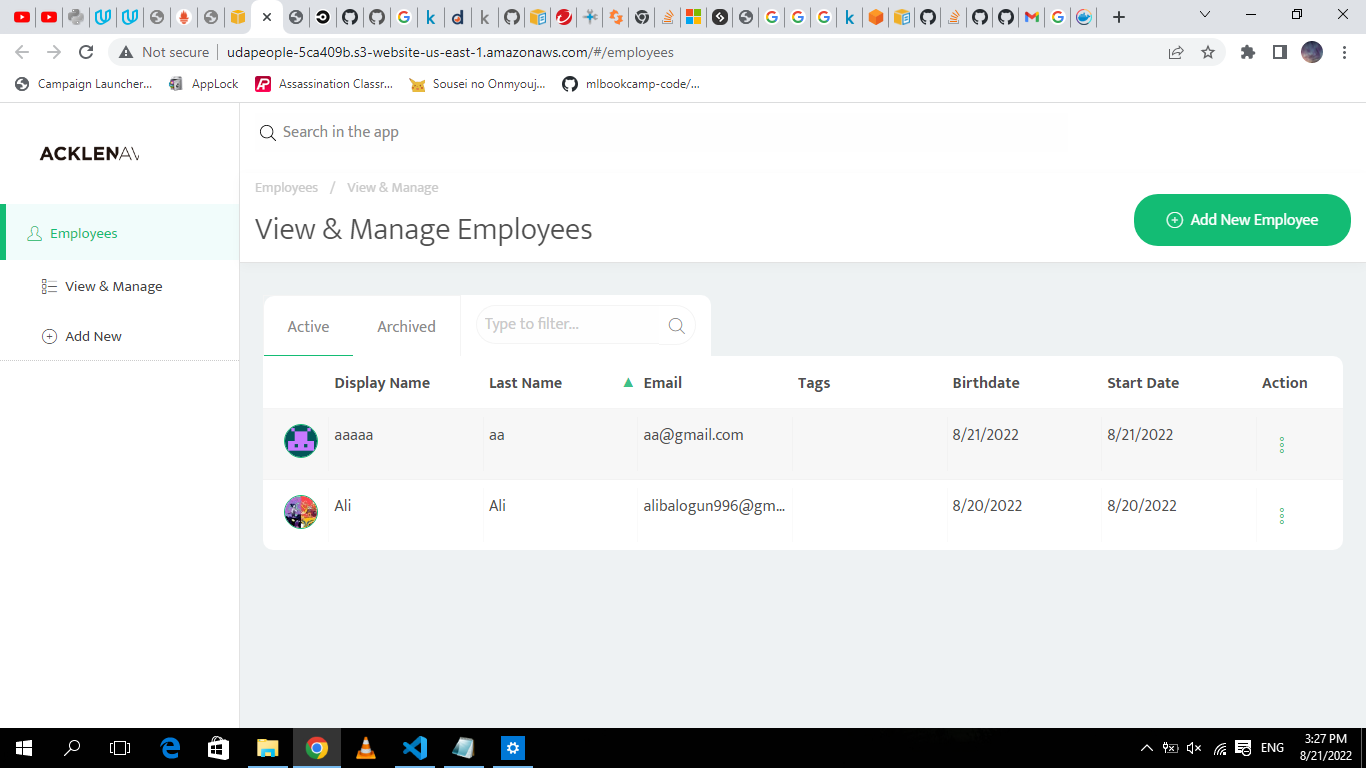 Not secure
udapeople-5ca409b.s3-website-us-east-1.amazonaws.com/#/employees
Campaign Launcher...
AppLock
Assassination Classr...
Sousei no Onmyouj...
mlbookcamp-code/...
ACKLENAV
Search in the app
Employees / View & Manage
View & Manage Employees
Add New Employee
Employees
View & Manage
Add New
Active
Archived
Type to filter...
Display Name Last Name ▲ Email Tags Birthdate Start Date Action
aaaaa aa aa@gmail.com 8/21/2022 8/21/2022
Ali Ali alibalogun996@gm... 8/20/2022 8/20/2022
ENG
3:27 PM
8/21/2022